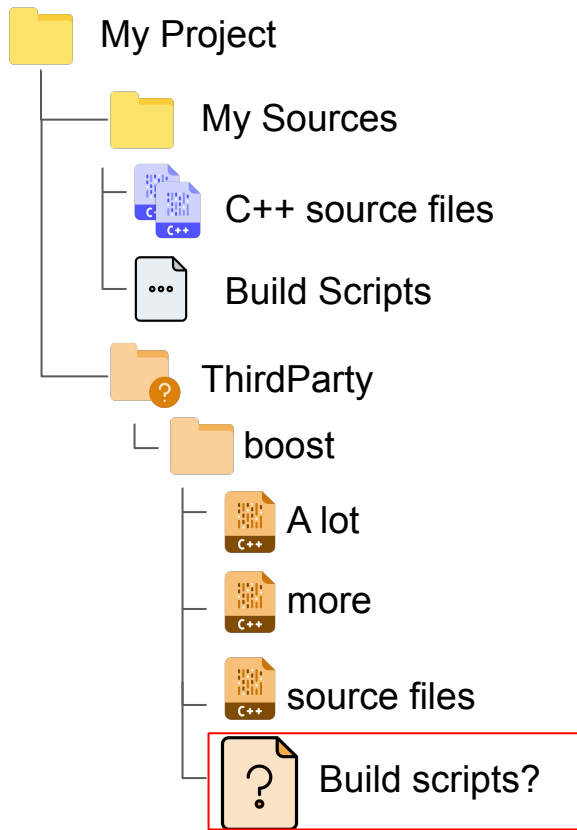 My Project
My Sources
C++
C++
C++ source files
Build Scripts
?
ThirdParty
boost
C++
A lot
C++
more
C++
source files
?
Build scripts?